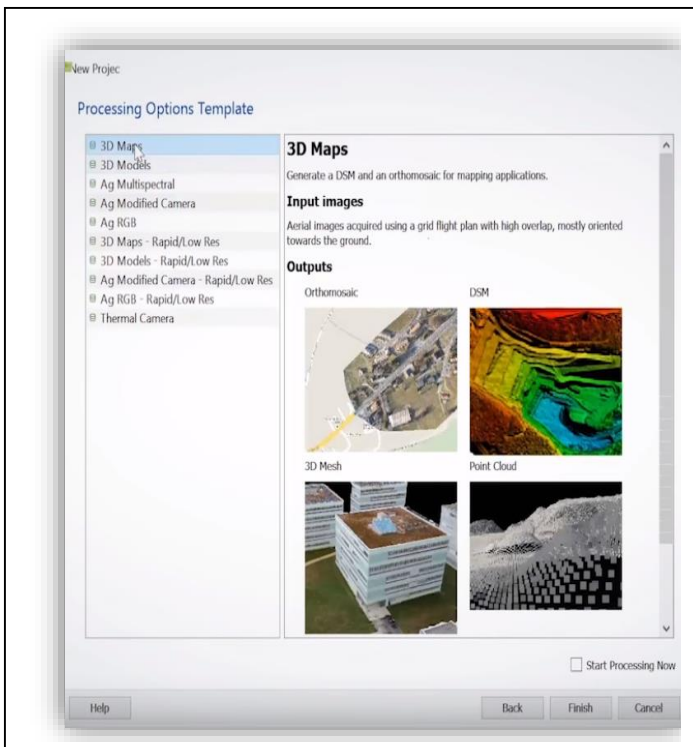 New Projec
Processing Options Template
3D Maps
3D Models
Ag Multispectral
Ag Modified Camera
Ag RGB
3D Maps - Rapid/Low Res
3D Models - Rapid/Low Res
Ag Modified Camera - Rapid/Low Res
Ag RGB - Rapid/Low Res
Thermal Camera
3D Maps
Generate a DSM and an orthomosaic for mapping applications.
Input images
Aerial images acquired using a grid flight plan with high overlap, mostly oriented
towards the ground.
Outputs
Orthomosaic
DSM
3D Mesh
Point Cloud
Start Processing Now
Help
Back
Finish
Cancel